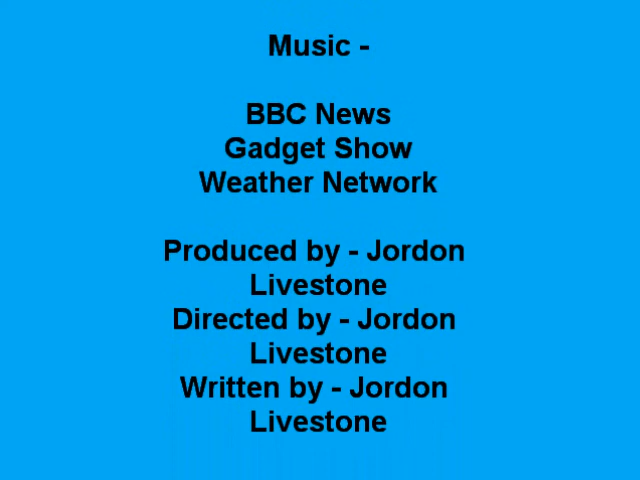 Music -
BBC News
Gadget Show
Weather Network
Produced by - Jordon
Livestone
Directed by - Jordon
Livestone
Written by - Jordon
Livestone